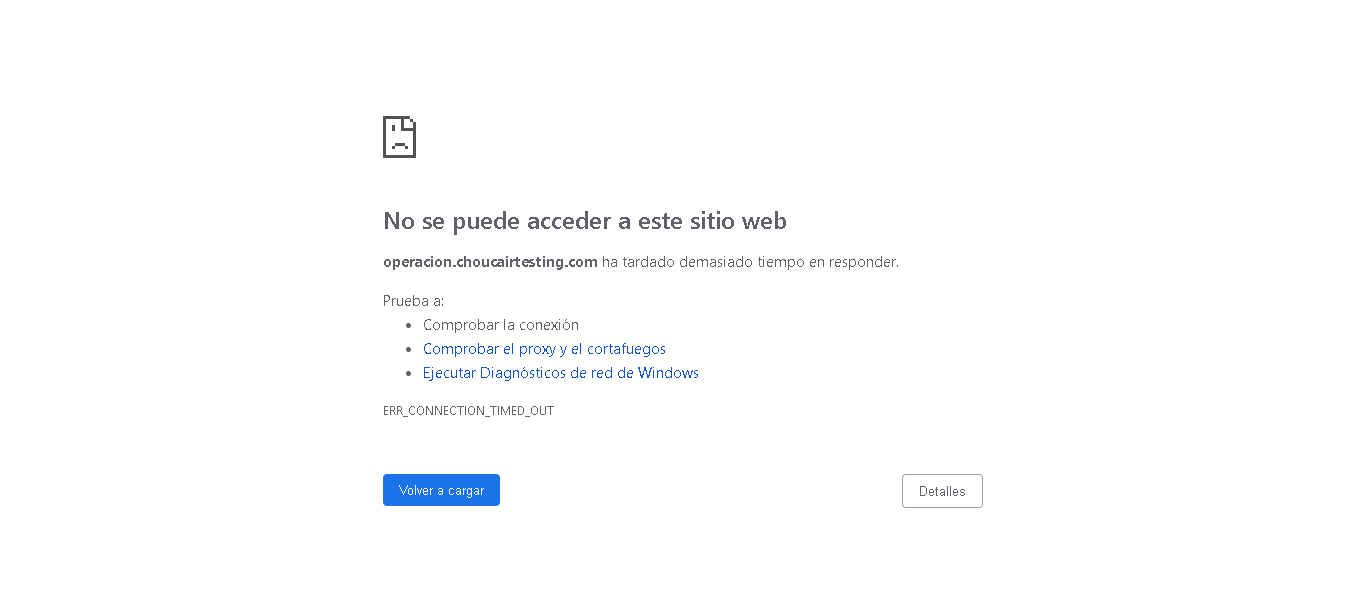 No se puede acceder a este sitio web
operacion.choucairtesting.com ha tardado demasiado tiempo en responder.
Prueba a:
• Comprobar la conexión
• Comprobar el proxy y el cortafuegos
• Ejecutar Diagnósticos de red de Windows
ERR_CONNECTION_TIMED_OUT
Volver a cargar
Detalles